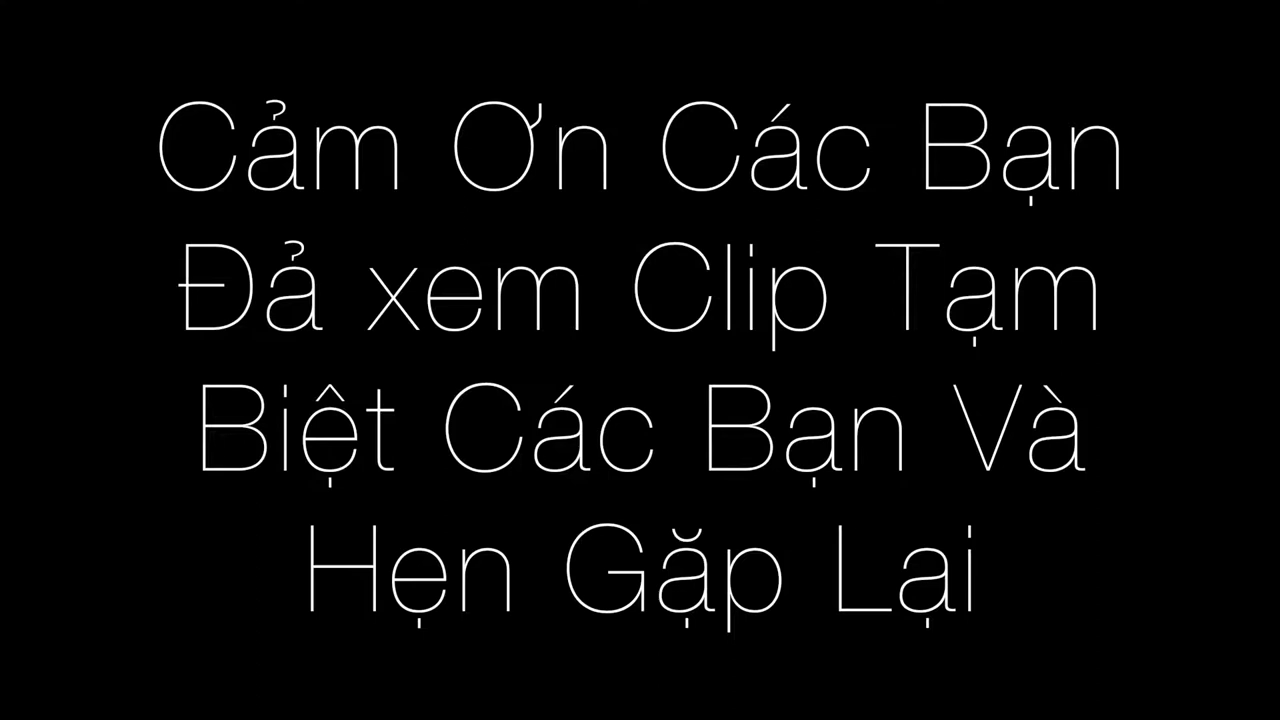 Cảm Ơn Các Bạn
Đả xem Clip Tạm
Biệt Các Bạn Và
Hẹn Gặp Lại